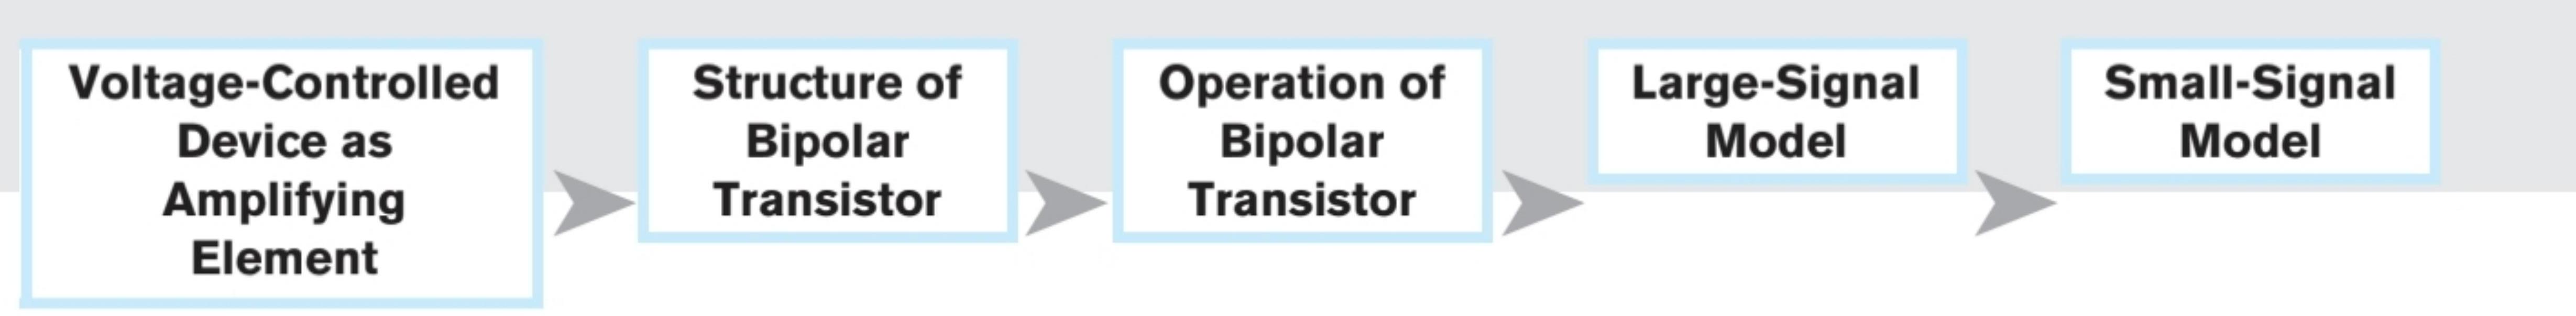 Voltage-Controlled
Device as
Amplifying
Element
Structure of
Bipolar
Transistor
Operation of
Bipolar
Transistor
Large-Signal
Model
Small-Signal
Model